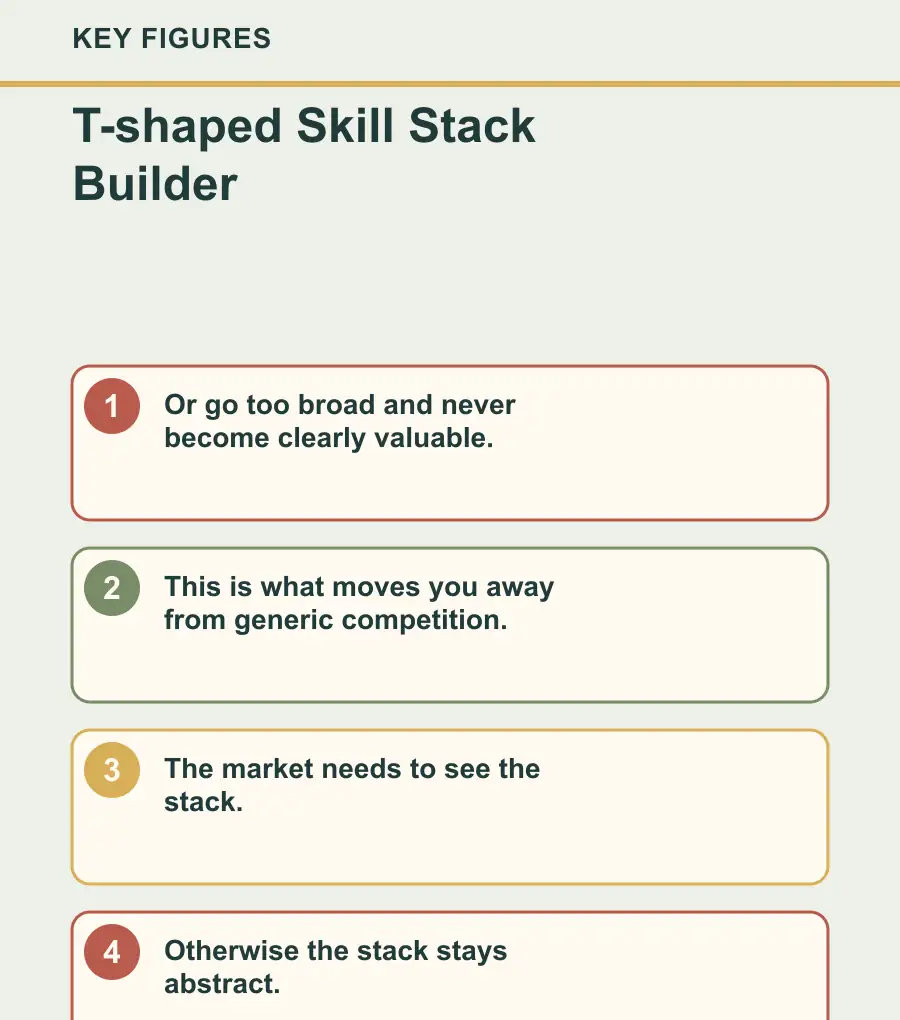 KEY FIGURES
T-shaped Skill Stack
Builder
1
Or go too broad and never
become clearly valuable.
2
This is what moves you away
from generic competition.
3
The market needs to see the
stack.
4
Otherwise the stack stays
abstract.